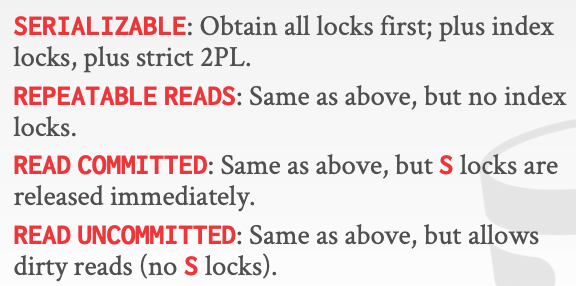 SERIALIZABLE: Obtain all locks first; plus index
locks, plus strict 2PL.
REPEATABLE READS: Same as above, but no index
locks.
READ COMMITTED: Same as above, but S locks are
released immediately.
READ UNCOMMITTED: Same as above, but allows
dirty reads (no S locks).